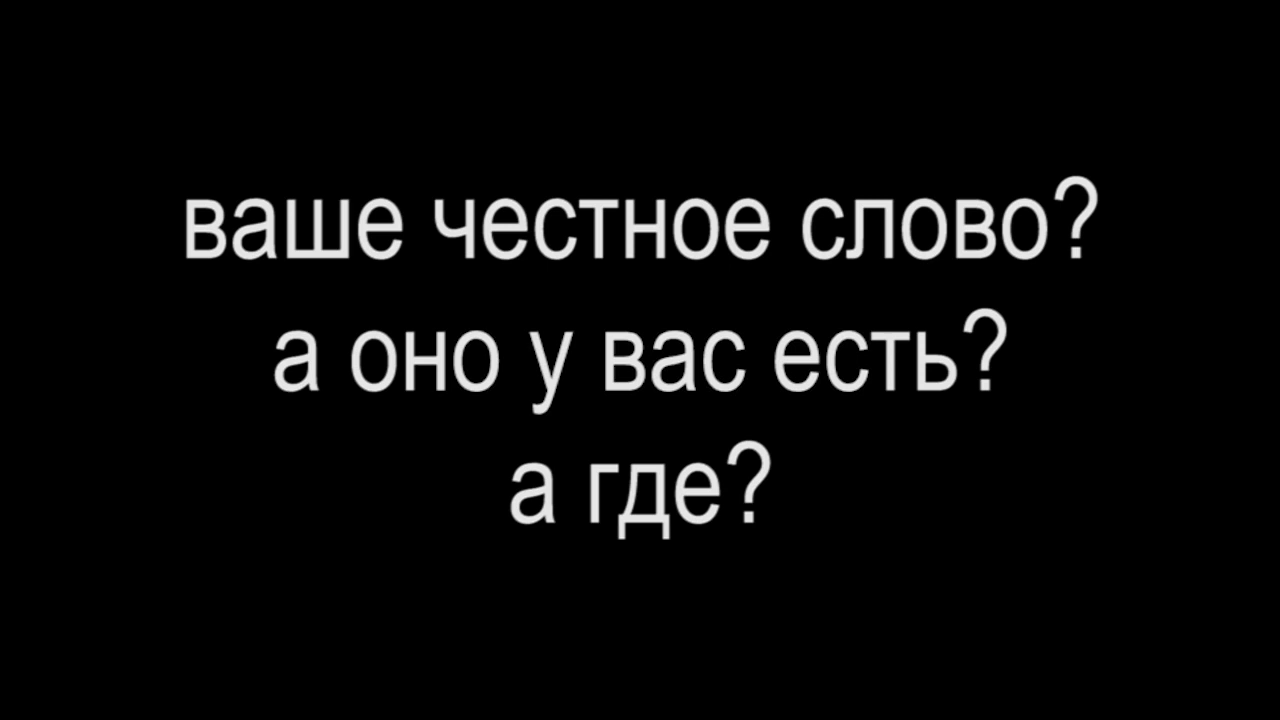 ваше честное слово?
а оно у вас есть?
а где?